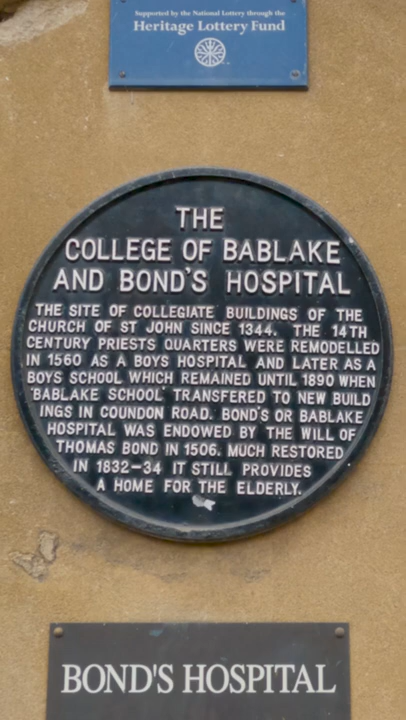 Supported by the National Lottery through the
Heritage Lottery Fund
THE
COLLEGE OF BABLAKE
AND BOND'S HOSPITAL
THE SITE OF COLLEGIATE BUILDINGS OF THE
CHURCH OF ST JOHN SINCE 1344. THE 14TH
CENTURY PRIESTS QUARTERS WERE REMODELLED
IN 1560 AS A BOYS HOSPITAL AND LATER AS A
BOYS SCHOOL WHICH REMAINED UNTIL 1890 WHEN
'BABLAKE SCHOOL' TRANSFERED TO NEW BUILD
INGS IN COUNDON ROAD. BOND'S OR BABLAKE
HOSPITAL WAS ENDOWED BY THE WILL OF
THOMAS BOND IN 1506. MUCH RESTORED
IN 1832-34 IT STILL PROVIDES
A HOME FOR THE ELDERLY.
BOND'S HOSPITAL